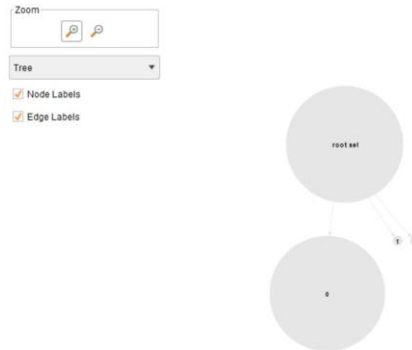 Zoom
Tree
Node Labels
Edge Labels
root set
1
0